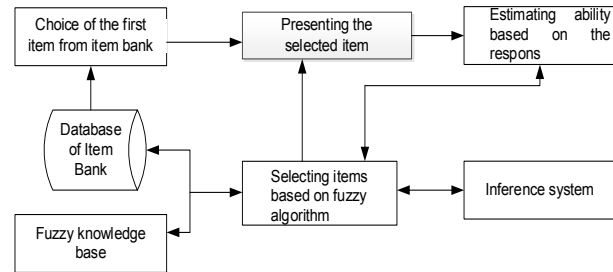 Choice of the first
item from item bank
Presenting the
selected item
Estimating ability
based on the
respons
Database
of Item
Bank
Selecting items
based on fuzzy
algorithm
Inference system
Fuzzy knowledge
base